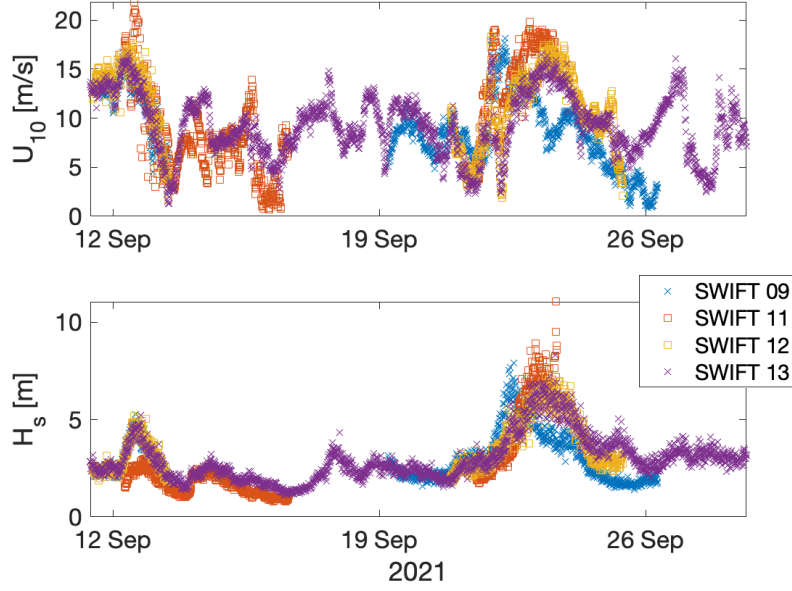 20
15
10
5
0
U10 [m/s]
12 Sep
19 Sep
26 Sep
SWIFT 09
SWIFT 11
SWIFT 12
SWIFT 13
10
5
0
Hs [m]
12 Sep
19 Sep
26 Sep
2021